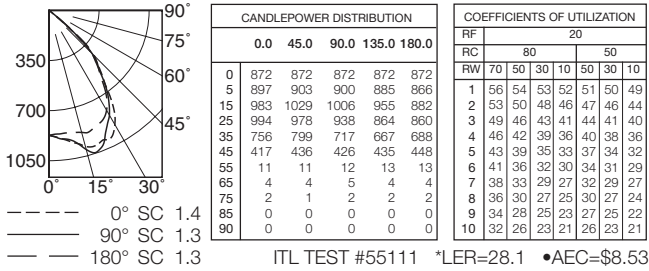 90°
75°
60°
45°
350
700
1050
0° 15° 30°
0° SC 1.4
90° SC 1.3
180° SC 1.3
CANDLEPOWER DISTRIBUTION
0.0 45.0 90.0 135.0 180.0
0 872 872 872 872 872
5 897 903 900 885 866
15 983 1029 1006 955 882
25 994 978 938 864 860
35 756 799 717 667 688
45 417 436 426 435 448
55 11 11 12 13 13
65 4 4 5 4 4
75 2 1 2 2 2
85 0 0 0 0 0
90 0 0 0 0 0
COEFFICIENTS OF UTILIZATION
RF 20
RC 80 50
RW 70 50 30 10 50 30 10
1 56 54 53 52 51 50 49
2 53 50 48 46 47 46 44
3 49 46 43 41 44 41 40
4 46 42 39 36 40 38 36
5 43 39 35 33 37 34 32
6 41 36 32 30 34 31 29
7 38 33 29 27 32 29 27
8 36 30 27 25 30 27 24
9 34 28 25 23 27 25 22
10 32 26 23 21 26 23 21
ITL TEST #55111 *LER=28.1 •AEC=$8.53